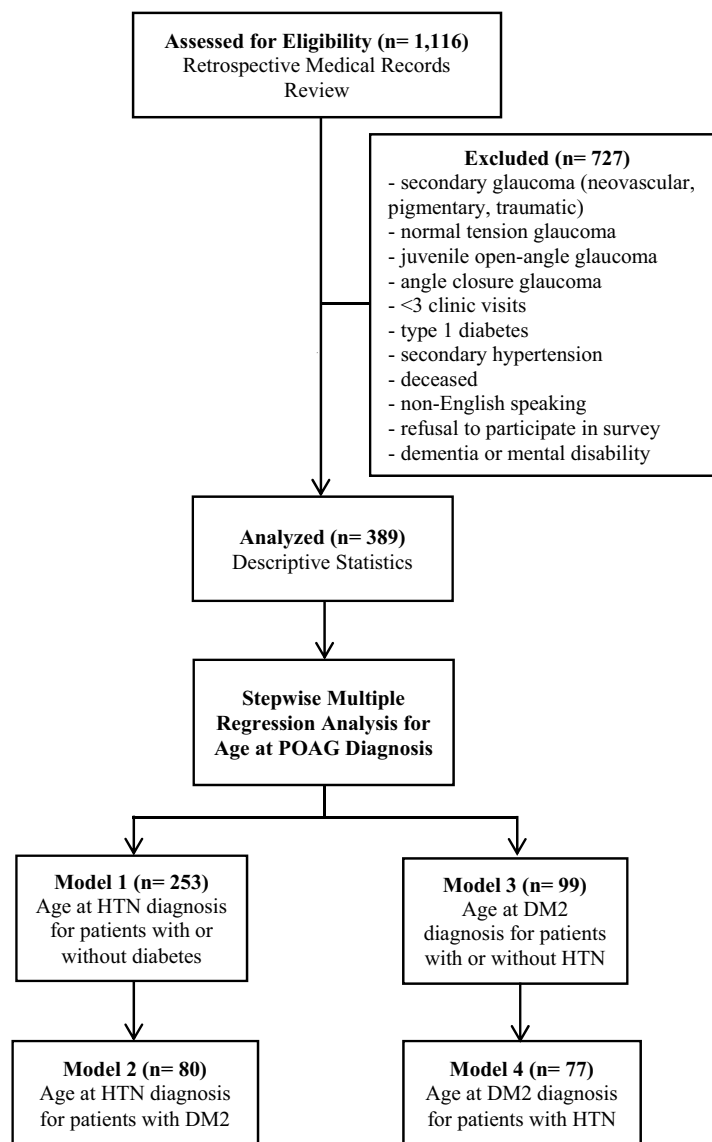 Assessed for Eligibility (n= 1,116)
Retrospective Medical Records
Review
Excluded (n= 727)
- secondary glaucoma (neovascular,
pigmentary, traumatic)
- normal tension glaucoma
- juvenile open-angle glaucoma
- angle closure glaucoma
- <3 clinic visits
- type 1 diabetes
- secondary hypertension
- deceased
- non-English speaking
- refusal to participate in survey
- dementia or mental disability
Analyzed (n= 389)
Descriptive Statistics
Stepwise Multiple
Regression Analysis for
Age at POAG Diagnosis
Model 1 (n= 253)
Age at HTN diagnosis
for patients with or
without diabetes
Model 3 (n= 99)
Age at DM2
diagnosis for patients
with or without HTN
Model 2 (n= 80)
Age at HTN diagnosis
for patients with DM2
Model 4 (n= 77)
Age at DM2 diagnosis
for patients with HTN